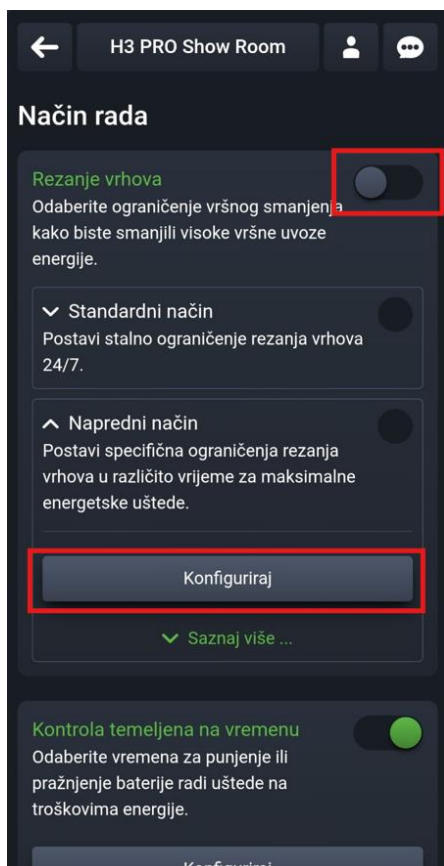 H3 PRO Show Room
Način rada
Rezanje vrhova
Odaberite ograničenje vršnog smanjenja
kako biste smanjili visoke vršne uvoze
energije.
Standardni način
Postavi stalno ograničenje rezanja vrhova
24/7.
Napredni način
Postavi specifična ograničenja rezanja
vrhova u različito vrijeme za maksimalne
energetske uštede.
Konfiguriraj
Saznaj više ...
Kontrola temeljena na vremenu
Odaberite vremena za punjenje ili
pražnjenje baterije radi uštede na
troškovima energije.
Konfiguriraj